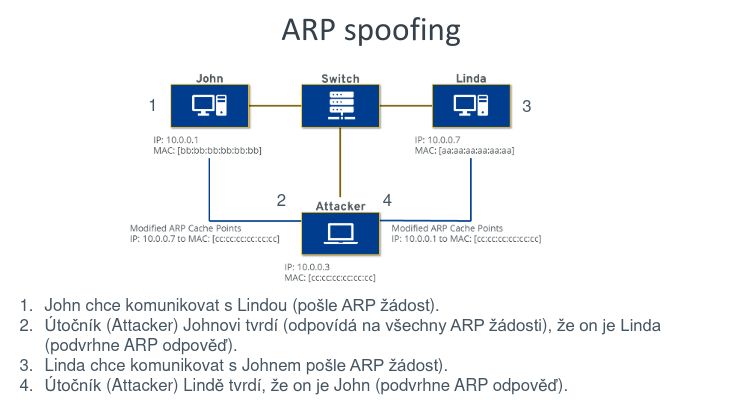 ARP spoofing
John
Switch
Linda
1
3
IP: 10.0.0.1
MAC: [bb:bb:bb:bb:bb:bb]
IP: 10.0.0.7
MAC: [aa:aa:aa:aa:aa:aa]
2
Attacker
4
Modified ARP Cache Points
IP: 10.0.0.7 to MAC: [cc:cc:cc:cc:cc:cc]
Modified ARP Cache Points
IP: 10.0.0.1 to MAC: [cc:cc:cc:cc:cc:cc]
IP: 10.0.0.3
MAC: [cc:cc:cc:cc:cc:cc]
1. John chce komunikovat s Lindou (pošle ARP žádost).
2. Útočník (Attacker) Johnovi tvrdí (odpovídá na všechny ARP žádosti), že on je Linda
(podvrhne ARP odpověď).
3. Linda chce komunikovat s Johnem pošle ARP žádost).
4. Útočník (Attacker) Lindě tvrdí, že on je John (podvrhne ARP odpověď).